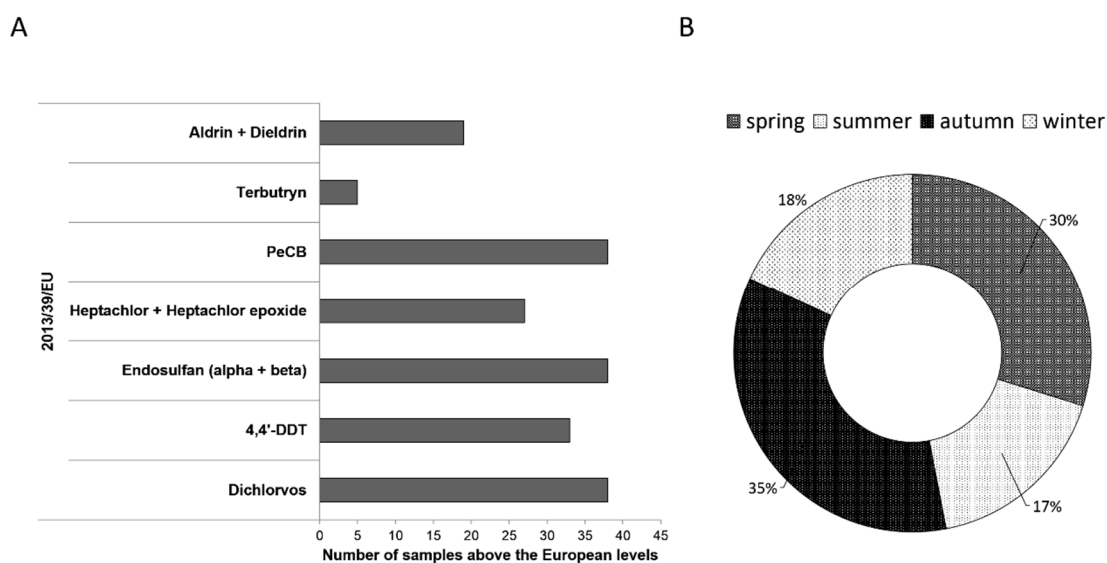 A
B
2013/39/EU
Aldrin + Dieldrin
Terbutryn
PeCB
Heptachlor + Heptachlor epoxide
Endosulfan (alpha + beta)
4,4'-DDT
Dichlorvos
0 5 10 15 20 25 30 35 40 45
Number of samples above the European levels
spring summer autumn winter
18%
30%
35%
17%